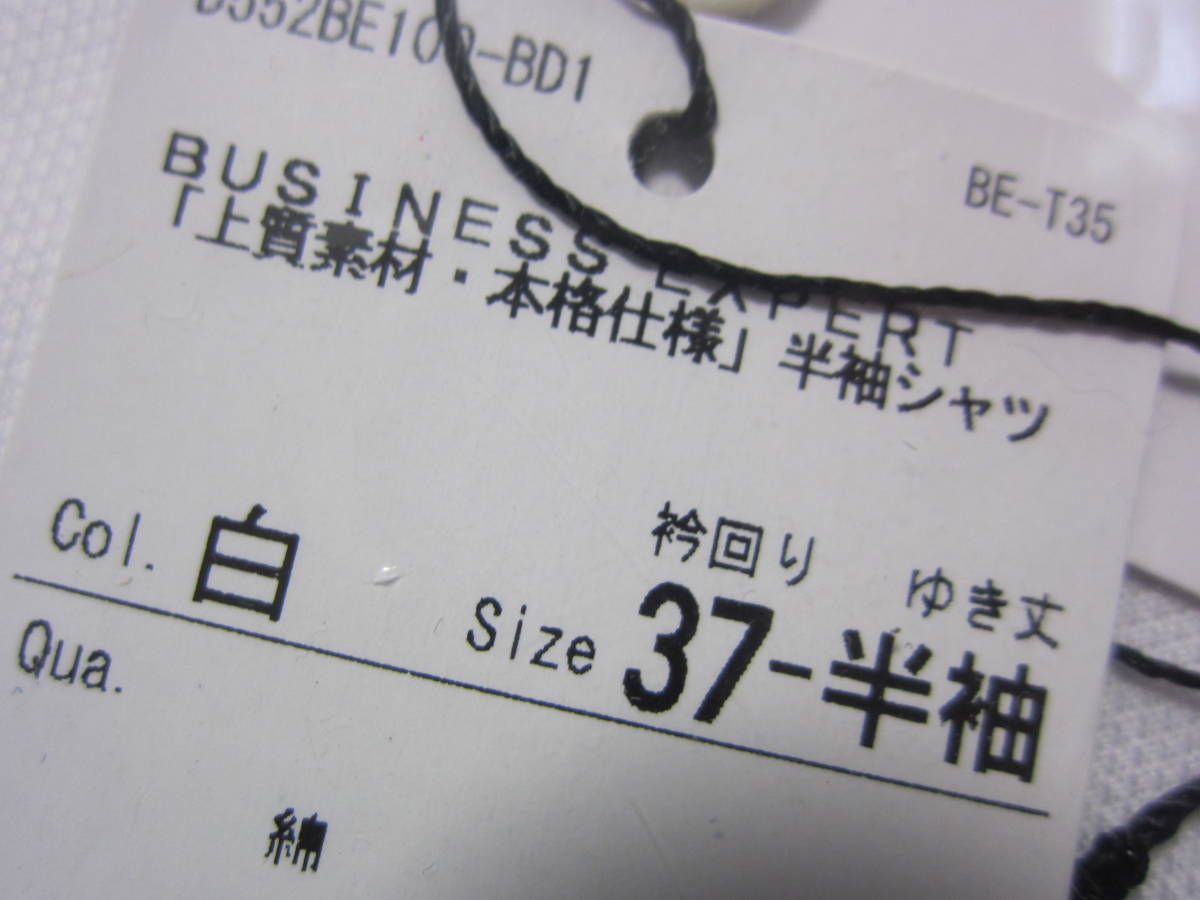 BE-T35
BUSINESS EXPERT
「上質素材・本格仕様」半袖シャツ
衿回り ゆき丈
Col. 白 Size 37-半袖
Qua.
綿